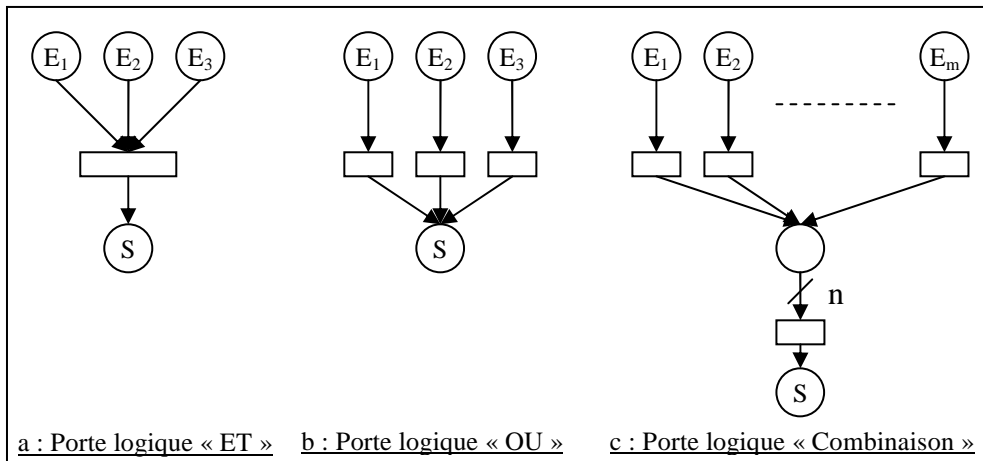 E₁ E₂ E₃ E₁ E₂ E₃ E₁ E₂ Eₘ
S S
n
S
a : Porte logique « ET » b : Porte logique « OU » c : Porte logique « Combinaison »